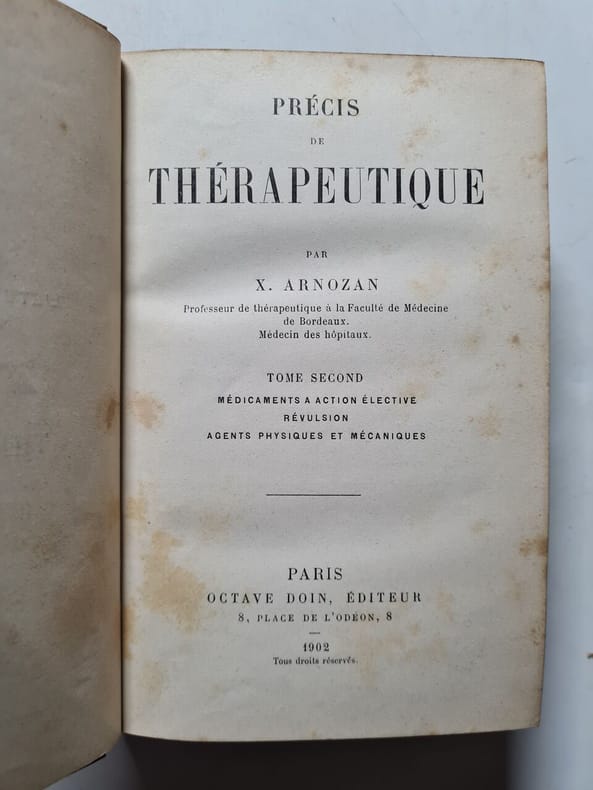 PRÉCIS
DE
THÉRAPEUTIQUE
PAR
X. ARNOZAN
Professeur de thérapeutique à la Faculté de Médecine
de Bordeaux.
Médecin des hôpitaux.
TOME SECOND
MÉDICAMENTS A ACTION ÉLECTIVE
RÉVULSION
AGENTS PHYSIQUES ET MÉCANIQUES
PARIS
OCTAVE DOIN, ÉDITEUR
8, PLACE DE L'ODÉON, 8
1902
Tous droits réservés.